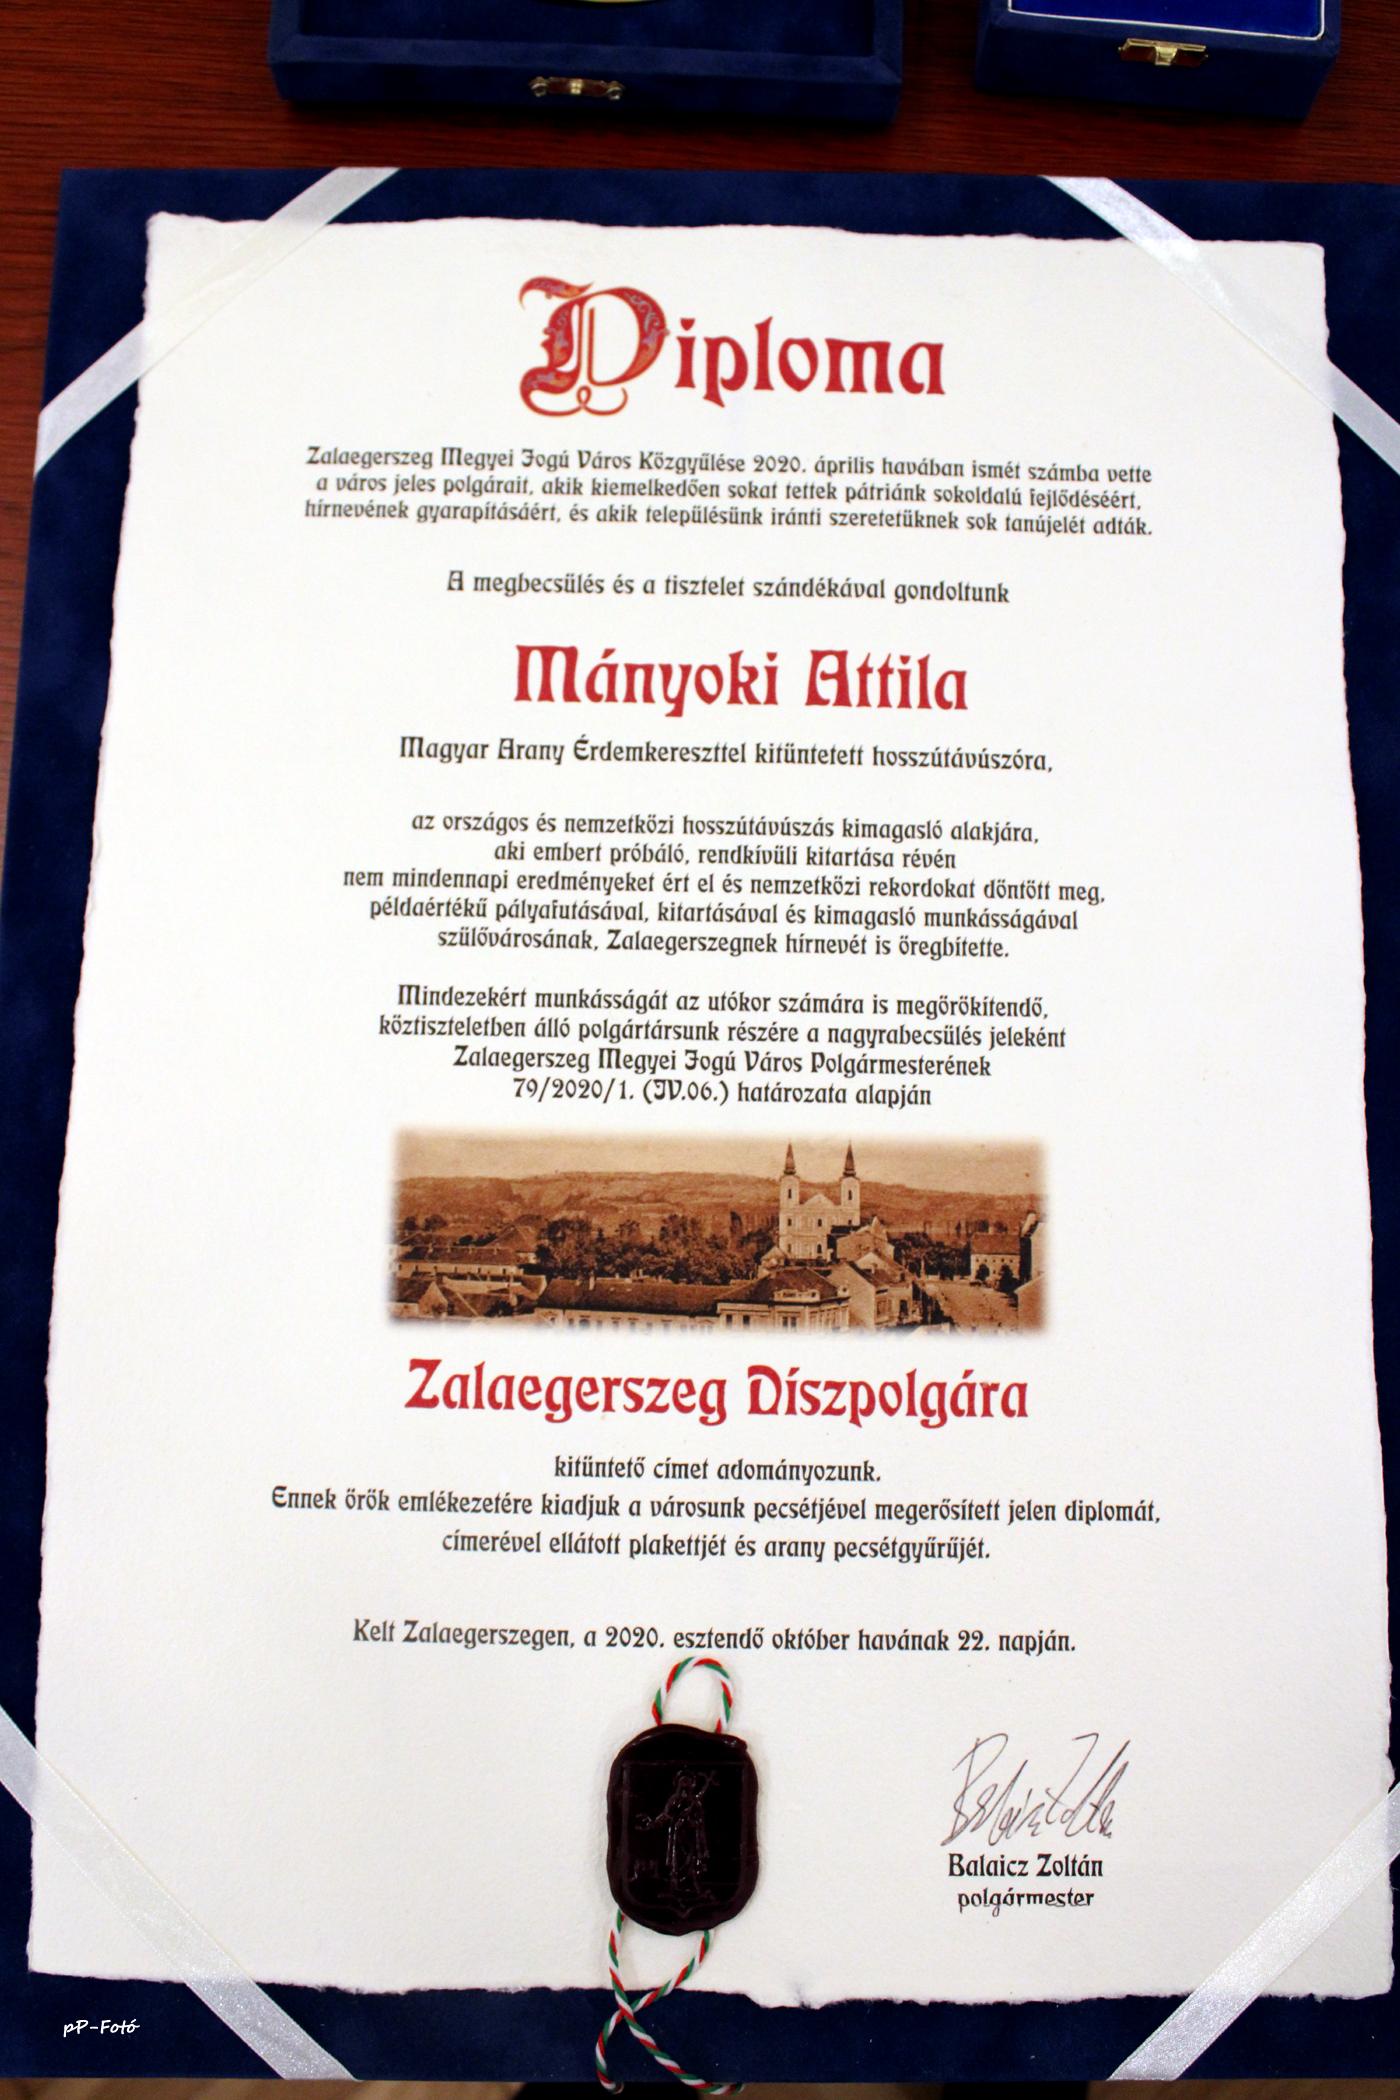 Diploma
Zalaegerszeg Megyei Jogú Város Közgyűlése 2020. április havában ismét számba vette
a város jeles polgárait, akik kiemelkedően sokat tettek pátriánk sokoldalú fejlődéséért,
hírnevének gyarapításáért, és akik településünk iránti szeretetüknek sok tanújelét adták.
A megbecsülés és a tisztelet szándékával gondoltunk
Mányoki Attila
Magyar Arany Érdemkereszttel kitüntetett hosszútávúszóra,
az országos és nemzetközi hosszútávúszás kimagasló alakjára,
aki embert próbáló, rendkívüli kitartása révén
nem mindennapi eredményeket ért el és nemzetközi rekordokat döntött meg,
példaértékű pályafutásával, kitartásával és kimagasló munkásságával
szülővárosának, Zalaegerszegnek hírnevét is öregbítette.
Mindezekért munkásságát az utókor számára is megörökítendő,
köztiszteletben álló polgártársunk részére a nagyrabecsülés jeleként
Zalaegerszeg Megyei Jogú Város Polgármesterének
79/2020/1. (IV.06.) határozata alapján
Zalaegerszeg Díszpolgára
kitüntető címet adományozunk.
Ennek örök emlékezetére kiadjuk a városunk pecsétjével megerősített jelen diplomát,
címerével ellátott plakettjét és arany pecsétgyűrűjét.
Kelt Zalaegerszegen, a 2020. esztendő október havának 22. napján.
Balaicz Zoltán
Balaicz Zoltán
polgármester
pP-Fotó